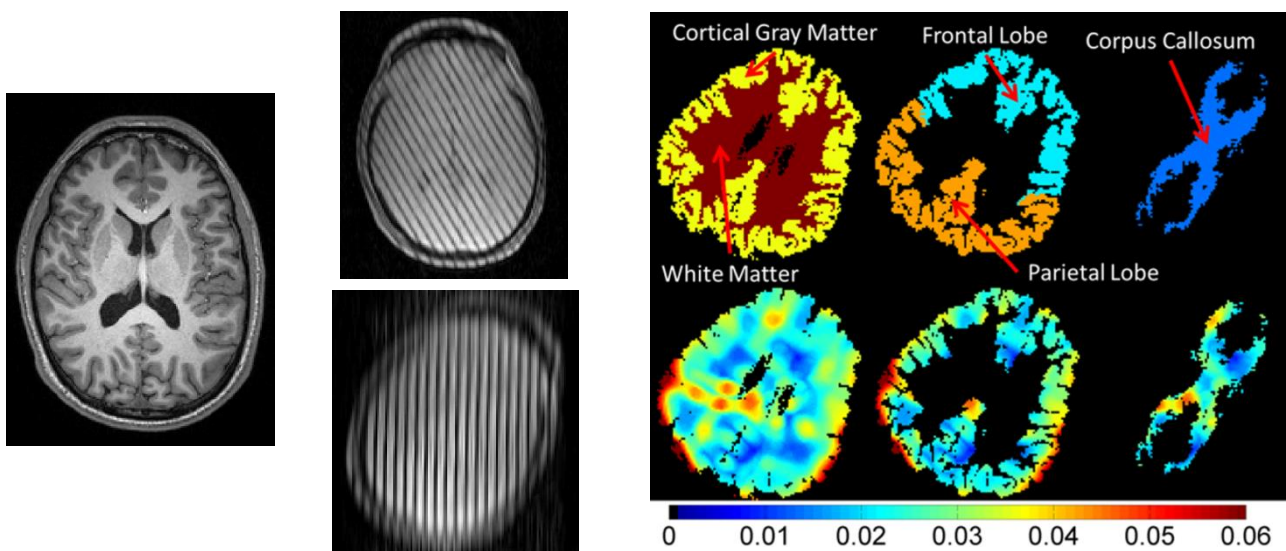 Cortical Gray Matter
Frontal Lobe
Corpus Callosum
White Matter
Parietal Lobe
0 0.01 0.02 0.03 0.04 0.05 0.06